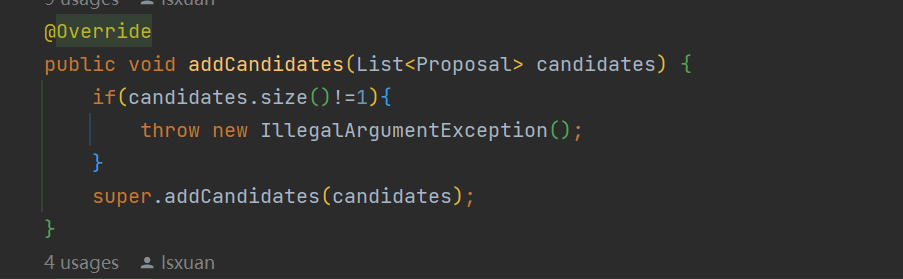 9 usages lsxuan
@Override
public void addCandidates(List<Proposal> candidates) {
if(candidates.size()!=1){
throw new IllegalArgumentException();
}
super.addCandidates(candidates);
}
4 usages lsxuan